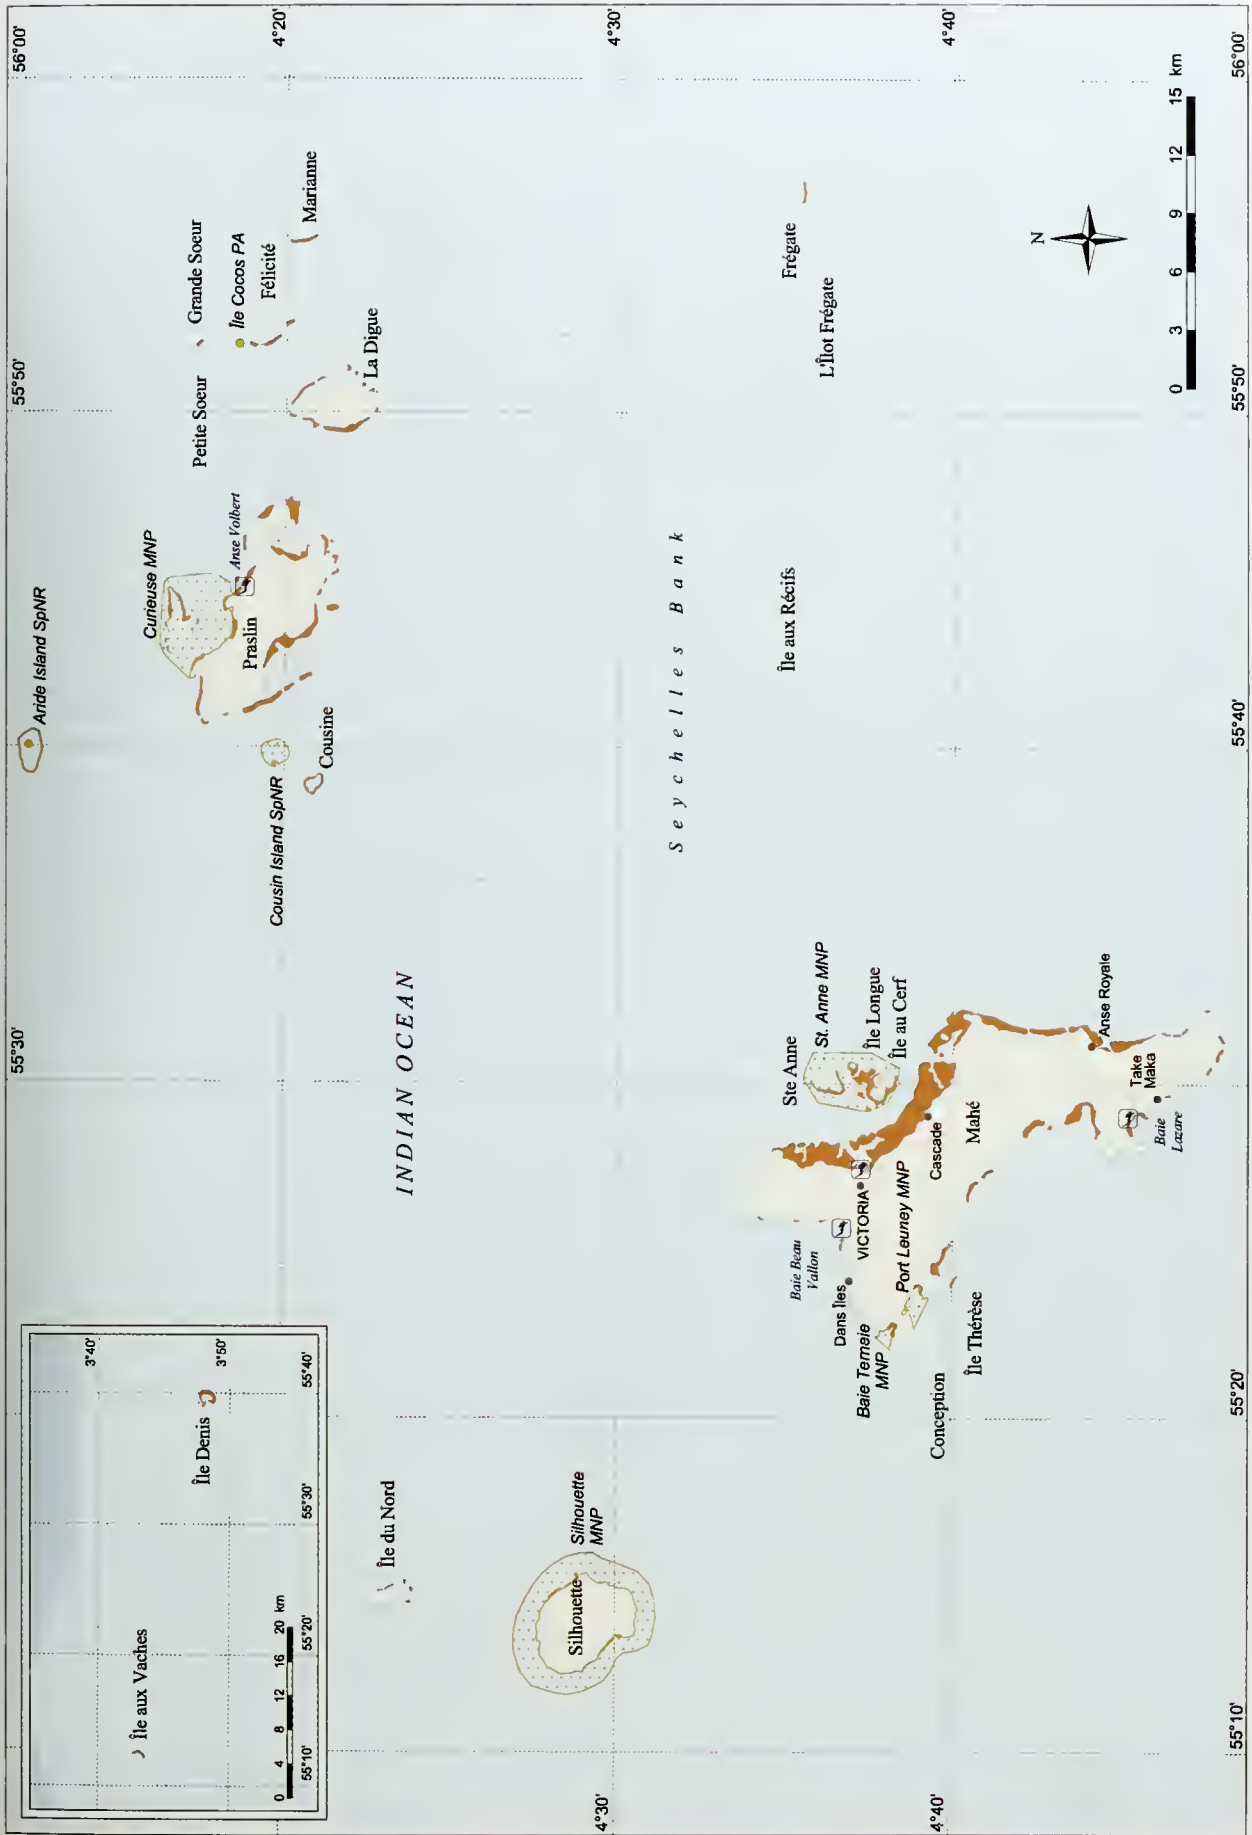 55°30'
55°50'
56°00'
3°40'
3°50'
Île aux Vaches
Île Denis
0 4 8 12 16 20 km
55°10'
55°20'
55°30'
55°40'
Aride Island SpNR
Curieuse MNP
Anse Volbert
Praslin
Cousin Island SpNR
Cousine
Petite Soeur
Grande Soeur
Île Cocos PA
Félicité
Marianne
La Digue
4°20'
Île du Nord
INDIAN OCEAN
Silhouette
Silhouette
MNP
4°30'
4°30'
Seychelles Bank
Île aux Récifs
Frégate
L'Îlot Frégate
Ste Anne
St. Anne MNP
Île Longue
Île au Cerf
Baie Beau
Vallon
Dans Îles
VICTORIA
Port Launey MNP
Baie Ternaie
MNP
Cascade
Mahé
Conception
Île Thérèse
Anse Royale
Take
Maka
Baie
Lazare
4°40'
4°40'
N
0 3 6 9 12 15 km
55°10'
55°20'
55°40'
55°50'
56°00'